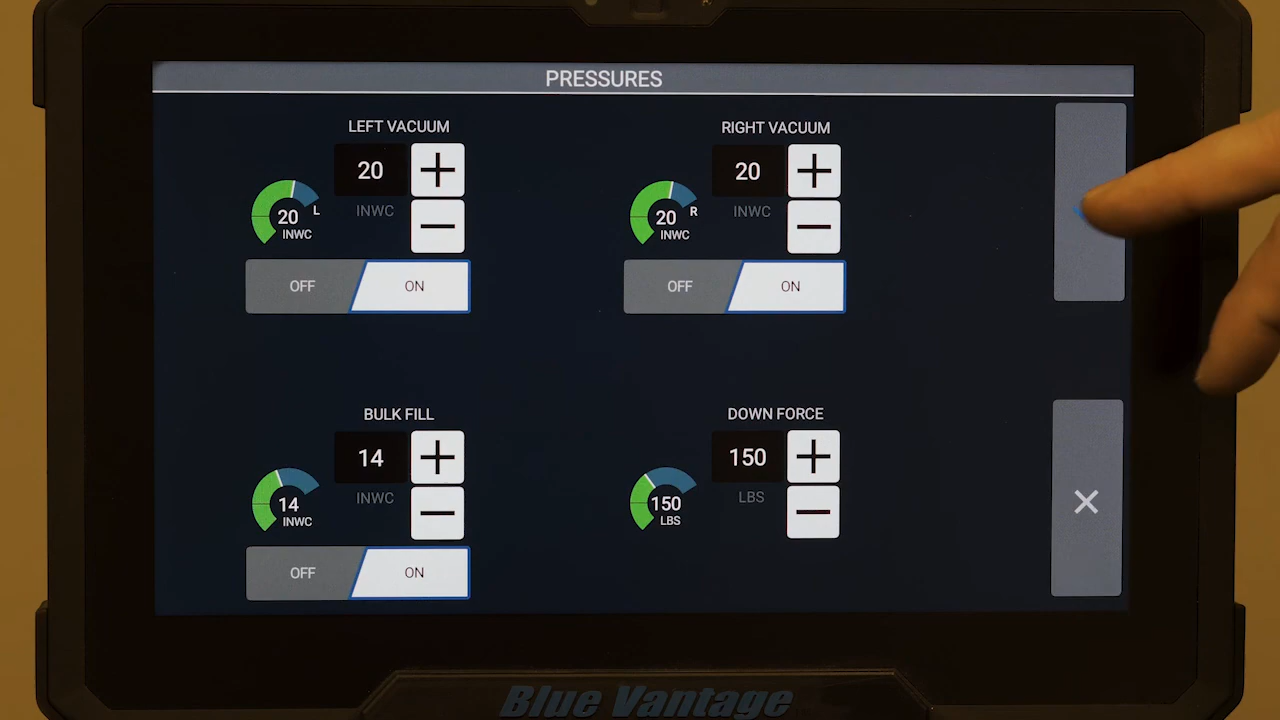 PRESSURES
LEFT VACUUM
20
INWC
20
L
INWC
OFF
ON
RIGHT VACUUM
20
INWC
20
R
INWC
OFF
ON
BULK FILL
14
INWC
14
INWC
OFF
ON
DOWN FORCE
150
LBS
150
LBS
Blue Vantage